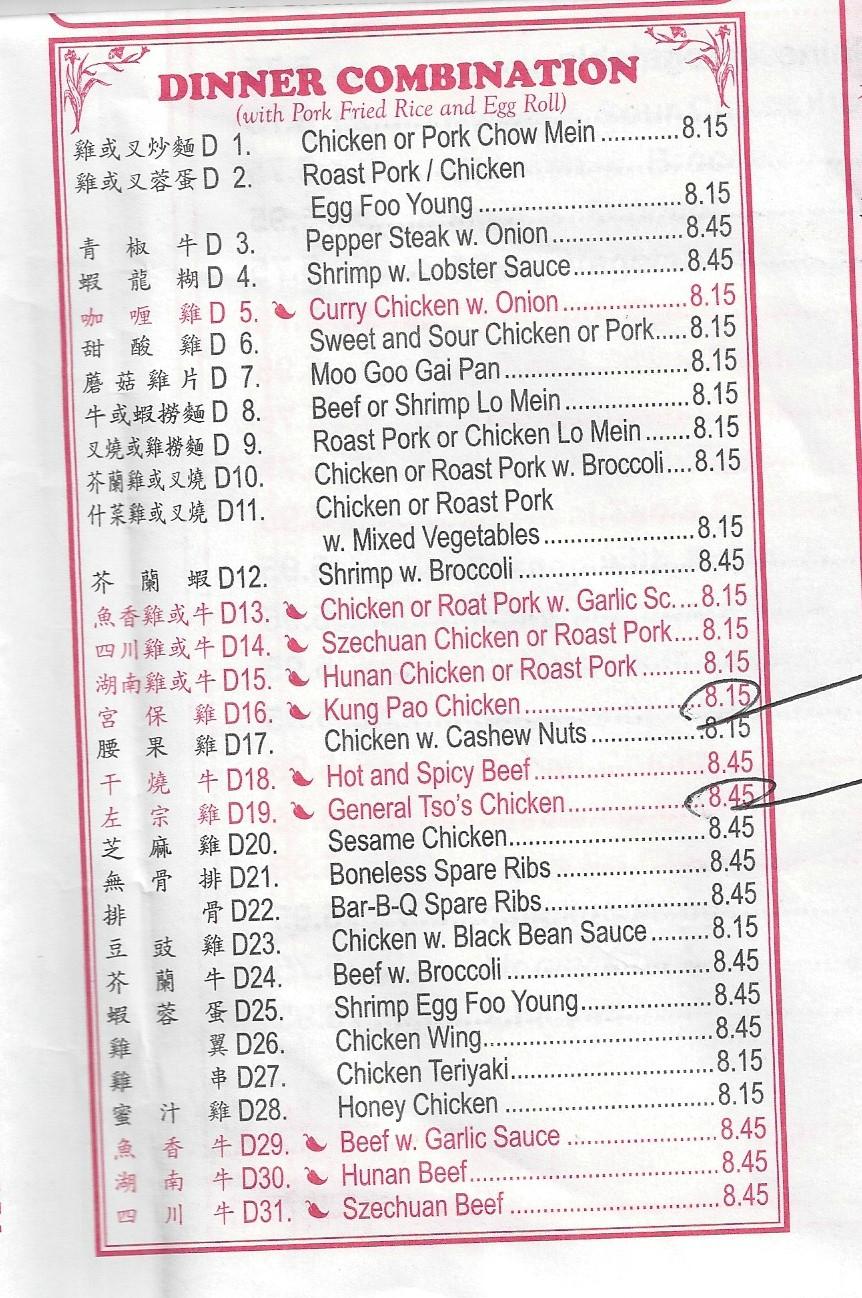 DINNER COMBINATION
(with Pork Fried Rice and Egg Roll)
雞或叉炒麵 D 1. Chicken or Pork Chow Mein ............8.15
雞或叉蓉蛋 D 2. Roast Pork / Chicken
Egg Foo Young ...............................8.15
青 椒 牛 D 3. Pepper Steak w. Onion.....................8.45
蝦 龍 糊 D 4. Shrimp w. Lobster Sauce.................8.45
咖 喱 雞 D 5. Curry Chicken w. Onion ...................8.15
甜 酸 雞 D 6. Sweet and Sour Chicken or Pork.....8.15
蘑 菇 雞 片 D 7. Moo Goo Gai Pan............................8.15
牛或蝦撈麵 D 8. Beef or Shrimp Lo Mein ...................8.15
叉燒或雞撈麵 D 9. Roast Pork or Chicken Lo Mein .......8.15
芥蘭雞或叉燒 D10. Chicken or Roast Pork w. Broccoli....8.15
什菜雞或叉燒 D11. Chicken or Roast Pork
w. Mixed Vegetables.......................8.15
芥 蘭 蝦 D12. Shrimp w. Broccoli ...........................8.45
魚香雞或牛 D13. Chicken or Roat Pork w. Garlic Sc....8.15
四川雞或牛 D14. Szechuan Chicken or Roast Pork....8.15
湖南雞或牛 D15. Hunan Chicken or Roast Pork .........8.15
宮 保 雞 D16. Kung Pao Chicken ...........................8.15
腰 果 雞 D17. Chicken w. Cashew Nuts ................8.15
干 燒 牛 D18. Hot and Spicy Beef..........................8.45
左 宗 雞 D19. General Tso's Chicken.....................8.45
芝 麻 雞 D20. Sesame Chicken..............................8.45
無 骨 排 D21. Boneless Spare Ribs .......................8.45
排 骨 D22. Bar-B-Q Spare Ribs.........................8.45
豆 豉 雞 D23. Chicken w. Black Bean Sauce .........8.15
芥 蘭 牛 D24. Beef w. Broccoli ...............................8.45
蝦 蓉 蛋 D25. Shrimp Egg Foo Young....................8.45
雞 翼 D26. Chicken Wing...................................8.45
雞 串 D27. Chicken Teriyaki...............................8.15
蜜 汁 雞 D28. Honey Chicken ................................8.15
魚 香 牛 D29. Beef w. Garlic Sauce .......................8.45
湖 南 牛 D30. Hunan Beef......................................8.45
四 川 牛 D31. Szechuan Beef ................................8.45